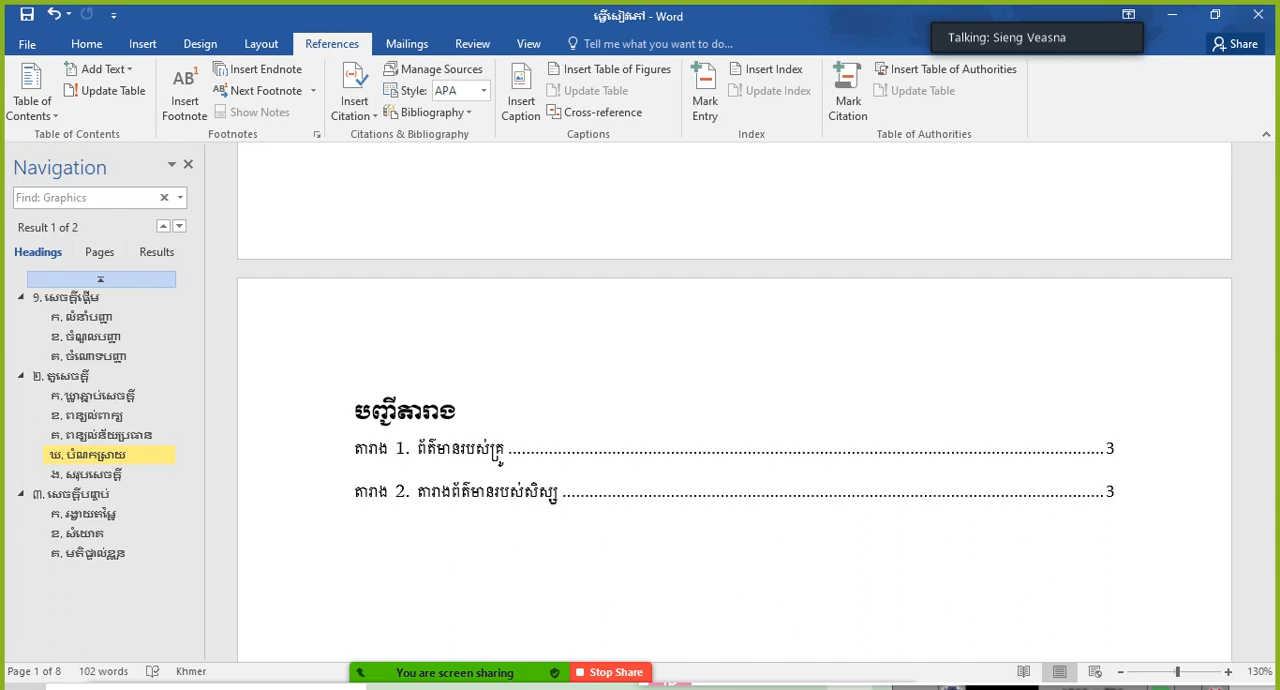 ធ្វើសៀវភៅ - Word
Talking: Sieng Veasna
File Home Insert Design Layout References Mailings Review View Tell me what you want to do... Share
Table of Contents
Add Text
Update Table
Table of Contents
Insert Footnote
Insert Endnote
Next Footnote
Show Notes
Footnotes
Insert Citation
Manage Sources
Style: APA
Bibliography
Citations & Bibliography
Insert Caption
Insert Table of Figures
Update Table
Cross-reference
Captions
Mark Entry
Insert Index
Update Index
Index
Mark Citation
Insert Table of Authorities
Update Table
Table of Authorities
Navigation
Find: Graphics
Result 1 of 2
Headings Pages Results
១. សេចក្តីផ្តើម
ក. លំនាំបញ្ហា
ខ. ចំណួលបញ្ហា
គ. ចំណោទបញ្ហា
២. តួសេចក្តី
ក. ឃ្លាភ្ជាប់សេចក្តី
ខ. ពន្យល់ពាក្យ
គ. ពន្យល់ន័យប្រធាន
ឃ. បំណកស្រាយ
ង. សរុបសេចក្តី
៣. សេចក្តីបញ្ចប់
ក. វង្វាយតម្លៃ
ខ. សំយោគ
គ. មតិផ្ទាល់ខ្លួន
បញ្ជីតារាង
តារាង 1. ព័ត៌មានរបស់គ្រូ 3
តារាង 2. តារាងព័ត៌មានរបស់សិស្ស 3
Page 1 of 8 102 words Khmer
You are screen sharing
Stop Share
130%